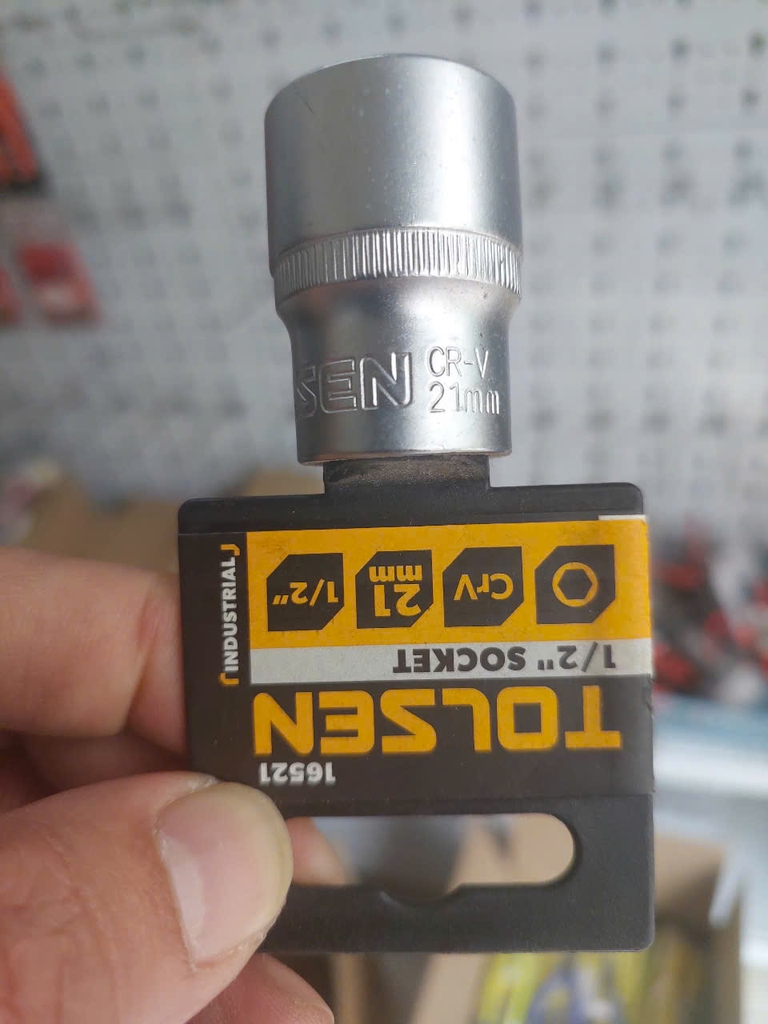 SEN CR-V
21mm
16521
TOLSEN
1/2" SOCKET
CrV 21 mm 1/2"
INDUSTRIAL